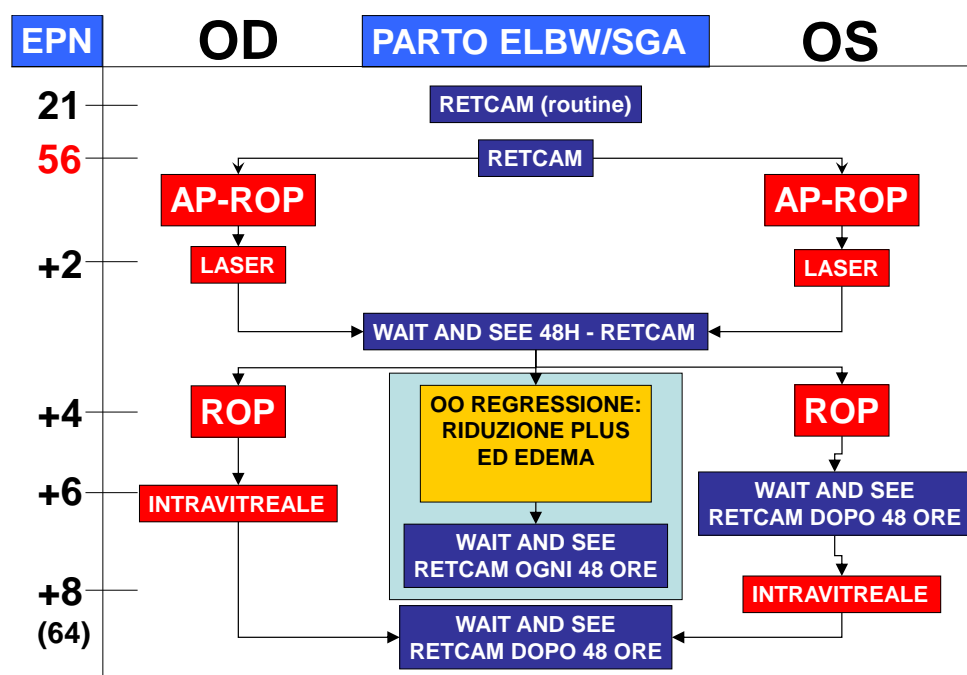 EPN
OD
PARTO ELBW/SGA
OS
21
RETCAM (routine)
56
RETCAM
AP-ROP
AP-ROP
+2
LASER
LASER
WAIT AND SEE 48H - RETCAM
+4
ROP
OO REGRESSIONE:
RIDUZIONE PLUS
ED EDEMA
ROP
+6
INTRAVITREALE
WAIT AND SEE
RETCAM DOPO 48 ORE
WAIT AND SEE
RETCAM OGNI 48 ORE
+8
(64)
INTRAVITREALE
WAIT AND SEE
RETCAM DOPO 48 ORE